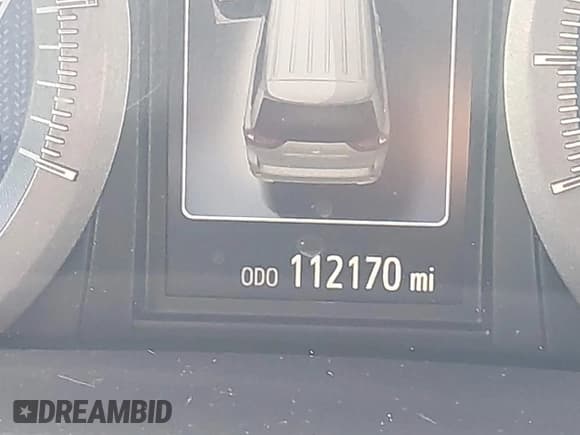 ODO 112170 mi
DREAMBID